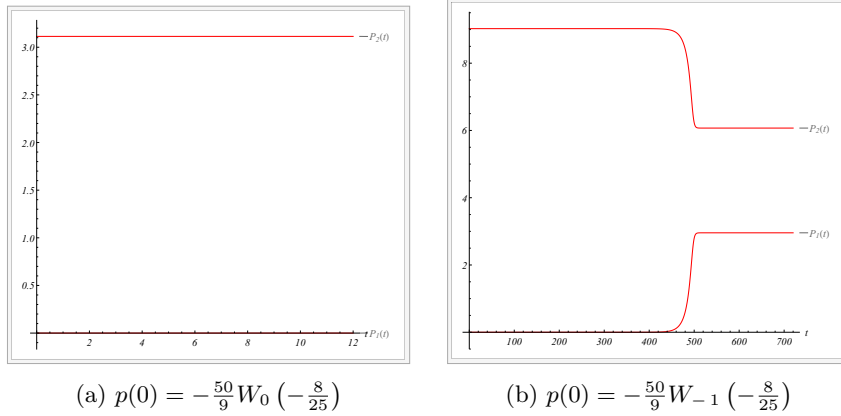 3.0
2.5
2.0
1.5
1.0
0.5
2 4 6 8 10 12
P₂(t)
t P₁(t)
8
6
4
2
100 200 300 400 500 600 700
P₂(t)
P₁(t)
t
(a) p(0) = −50/9 W₀ (−8/25)
(b) p(0) = −50/9 W₋₁ (−8/25)